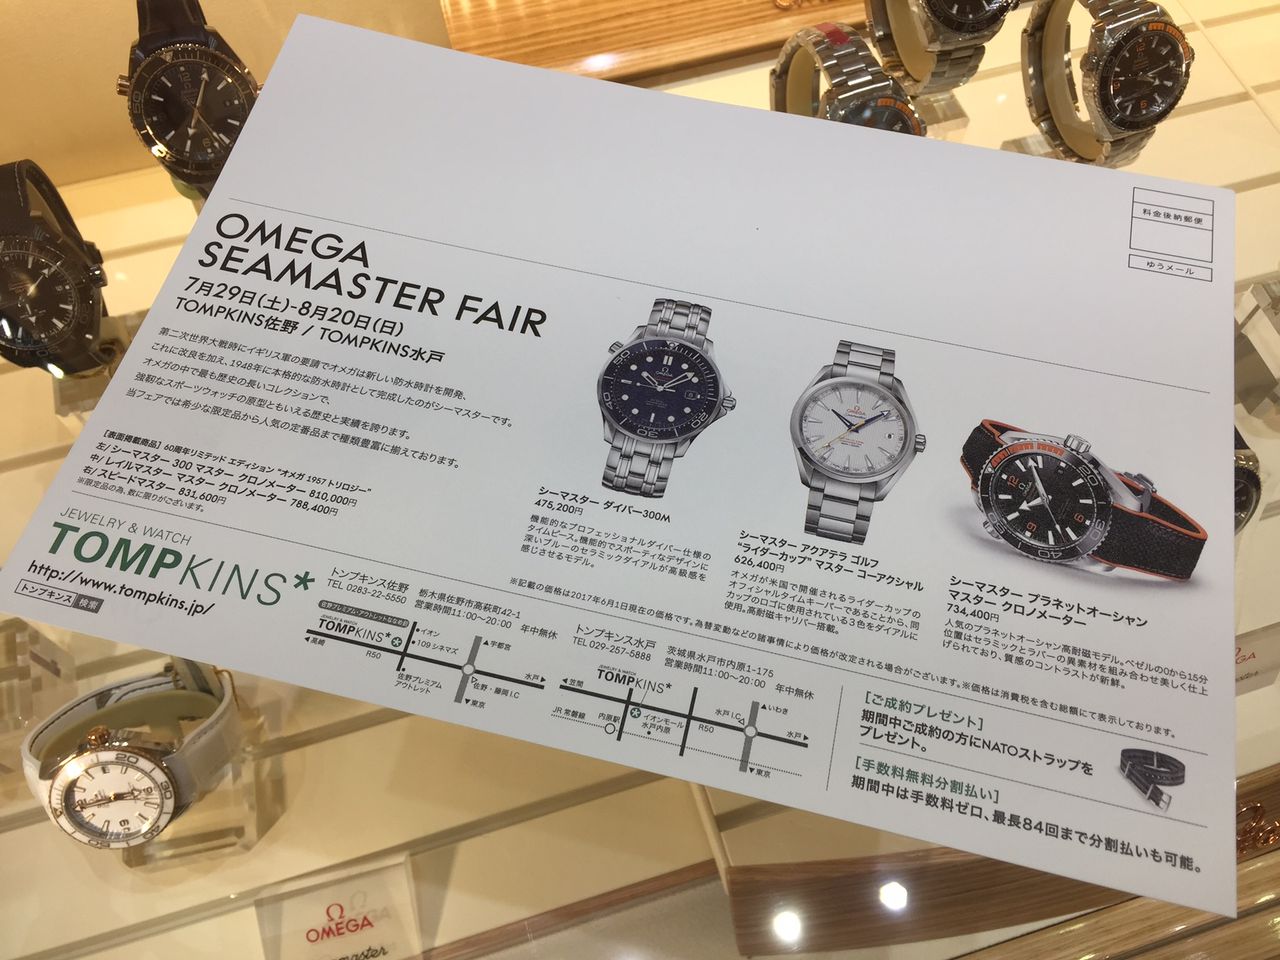 料金後納郵便
ゆうメール
OMEGA
SEAMASTER FAIR
7月29日(土)-8月20日(日)
TOMPKINS佐野 / TOMPKINS水戸
第二次世界大戦時にイギリス軍の要請でオメガは新しい防水時計を開発、
これに改良を加え、1948年に本格的な防水時計として完成したのがシーマスターです。
オメガの中で最も歴史の長いコレクションで、
強靭なスポーツウォッチの原型ともいえる歴史と実績を誇ります。
当フェアでは希少な限定品から人気の定番品まで種類豊富に揃えております。
[表面掲載商品] 60周年リミテッド エディション "オメガ 1957 トリロジー"
左/ シーマスター 300 マスター クロノメーター 810,000円
中/ レイルマスター マスター クロノメーター 788,400円
右/ スピードマスター 831,600円
※限定品の為、数に限りがございます。
シーマスター ダイバー300M
475,200円
機能的なプロフェッショナルダイバー仕様の
タイムピース。機能的でスポーティなデザインに
深いブルーのセラミックダイアルが高級感を
感じさせるモデル。
シーマスター アクアテラ ゴルフ
"ライダーカップ" マスター コーアクシャル
626,400円
オメガが米国で開催されるライダーカップの
オフィシャルタイムキーパーであることから、同
カップのロゴに使用されている3色をダイアルに
使用。高耐磁キャリバー搭載。
シーマスター プラネットオーシャン
マスター クロノメーター
734,400円
人気のプラネットオーシャン高耐磁モデル。ベゼルの0から15分
位置はセラミックとラバーの異素材を組み合わせ美しく仕上
げられており、質感のコントラストが新鮮。
※記載の価格は2017年6月1日現在の価格です。為替変動などの諸事情により価格が改定される場合がございます。※価格は消費税を含む総額にて表示しております。
JEWELRY & WATCH
TOMPKINS*
http://www.tompkins.jp/
トンプキンス 検索
トンプキンス佐野
TEL 0283-22-5550
栃木県佐野市高萩町42-1
営業時間11:00~20:00 年中無休
佐野プレミアム・アウトレットななめ前
JEWELRY & WATCH
TOMPKINS*
イオン
109シネマズ
▲宇都宮
◀足利
R50
佐野プレミアム
アウトレット
水戸▶
佐野・藤岡I.C
▼東京
トンプキンス水戸
TEL 029-257-5888
茨城県水戸市内原1-175
営業時間11:00~20:00 年中無休
JEWELRY & WATCH
TOMPKINS*
◀笠間
JR 常磐線
内原駅
イオンモール
水戸内原
水戸 I.C
R50
▲いわき
水戸▶
▼東京
[ご成約プレゼント]
期間中ご成約の方にNATOストラップを
プレゼント。
[手数料無料分割払い]
期間中は手数料ゼロ、最長84回まで分割払いも可能。
Ω
OMEGA